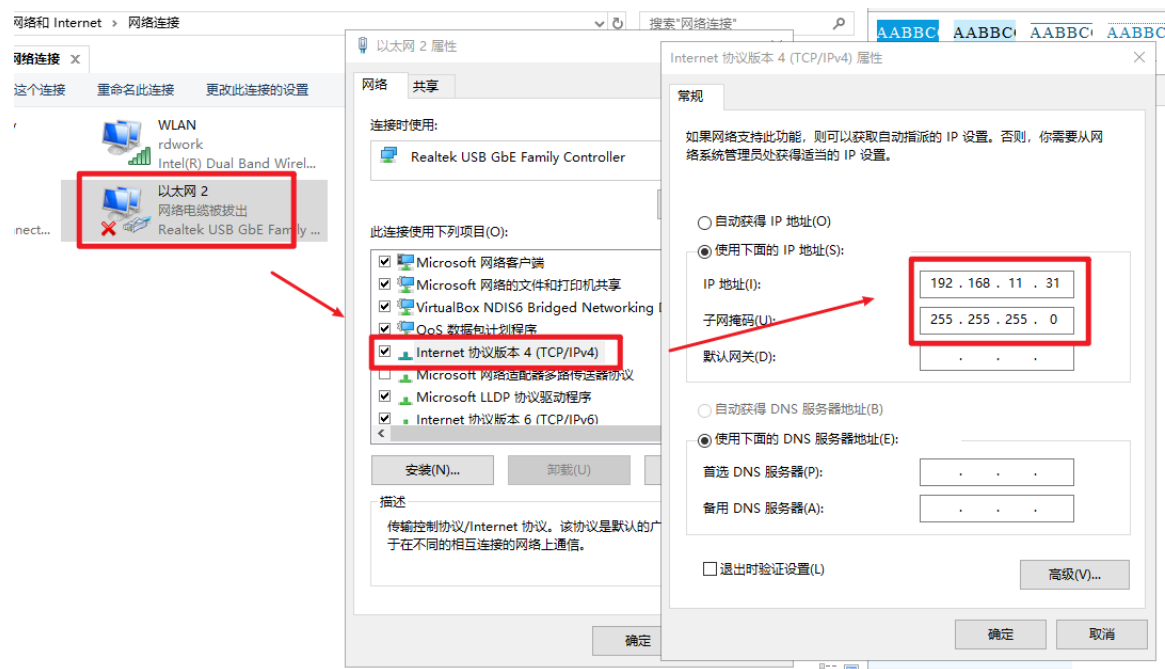 网络和 Internet › 网络连接
搜索"网络连接"
网络连接 x
这个连接 重命名此连接 更改此连接的设置
WLAN
rdwork
Intel(R) Dual Band Wirel...
以太网 2
网络电缆被拔出
Realtek USB GbE Family ...
nnect...
以太网 2 属性
网络 共享
连接时使用:
Realtek USB GbE Family Controller
此连接使用下列项目(O):
Microsoft 网络客户端
Microsoft 网络的文件和打印机共享
VirtualBox NDIS6 Bridged Networking
QoS 数据包计划程序
Internet 协议版本 4 (TCP/IPv4)
Microsoft 网络适配器多路传送器协议
Microsoft LLDP 协议驱动程序
Internet 协议版本 6 (TCP/IPv6)
安装(N)... 卸载(U)
描述
传输控制协议/Internet 协议。该协议是默认的广
于在不同的相互连接的网络上通信。
确定
AABBC AABBC AABBC AABBC
Internet 协议版本 4 (TCP/IPv4) 属性
常规
如果网络支持此功能，则可以获取自动指派的 IP 设置。否则，你需要从网
络系统管理员处获得适当的 IP 设置。
自动获得 IP 地址(O)
使用下面的 IP 地址(S):
IP 地址(I): 192 . 168 . 11 . 31
子网掩码(U): 255 . 255 . 255 . 0
默认网关(D): . . .
自动获得 DNS 服务器地址(B)
使用下面的 DNS 服务器地址(E):
首选 DNS 服务器(P): . . .
备用 DNS 服务器(A): . . .
退出时验证设置(L)
高级(V)...
确定 取消